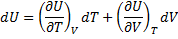 dU = (∂U/∂T)_V dT + (∂U/∂V)_T dV